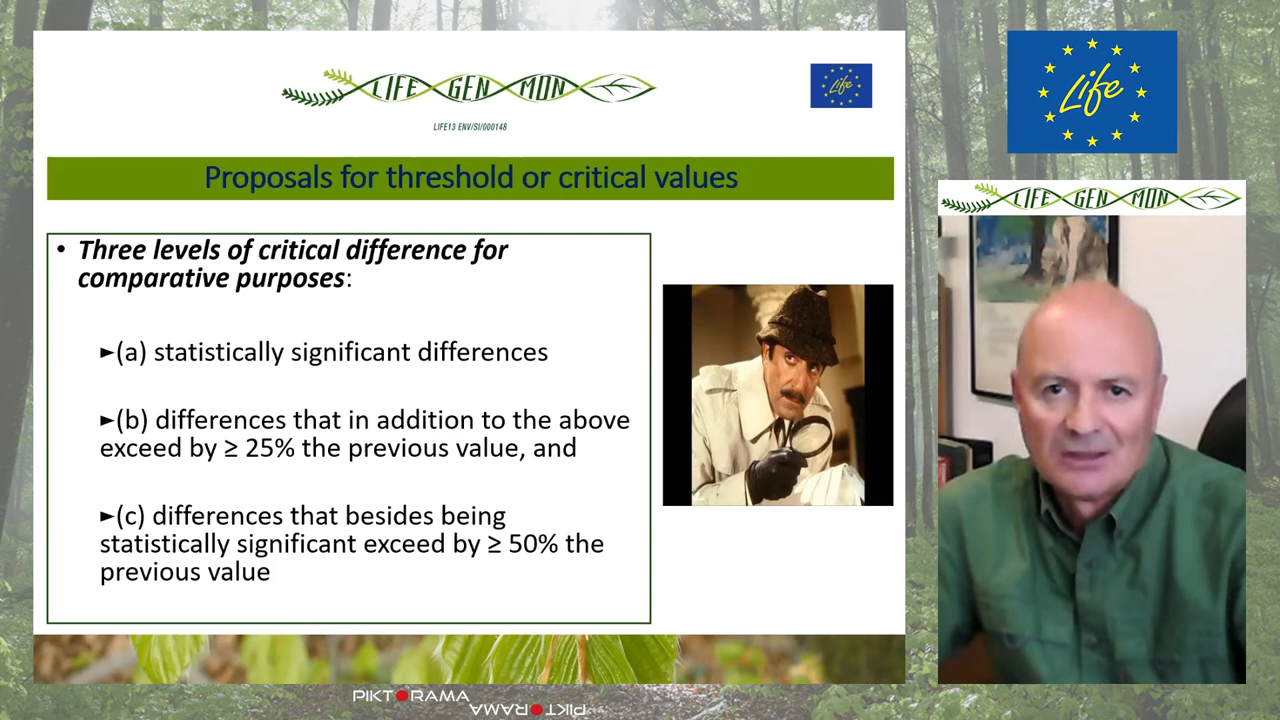 LIFE GEN MON
LIFE13 ENV/SI/000148
Life
Proposals for threshold or critical values
• Three levels of critical difference for
comparative purposes:
►(a) statistically significant differences
►(b) differences that in addition to the above
exceed by ≥ 25% the previous value, and
►(c) differences that besides being
statistically significant exceed by ≥ 50% the
previous value
Life
LIFE GEN MON
PIKTORAMA
PIKTORAMA